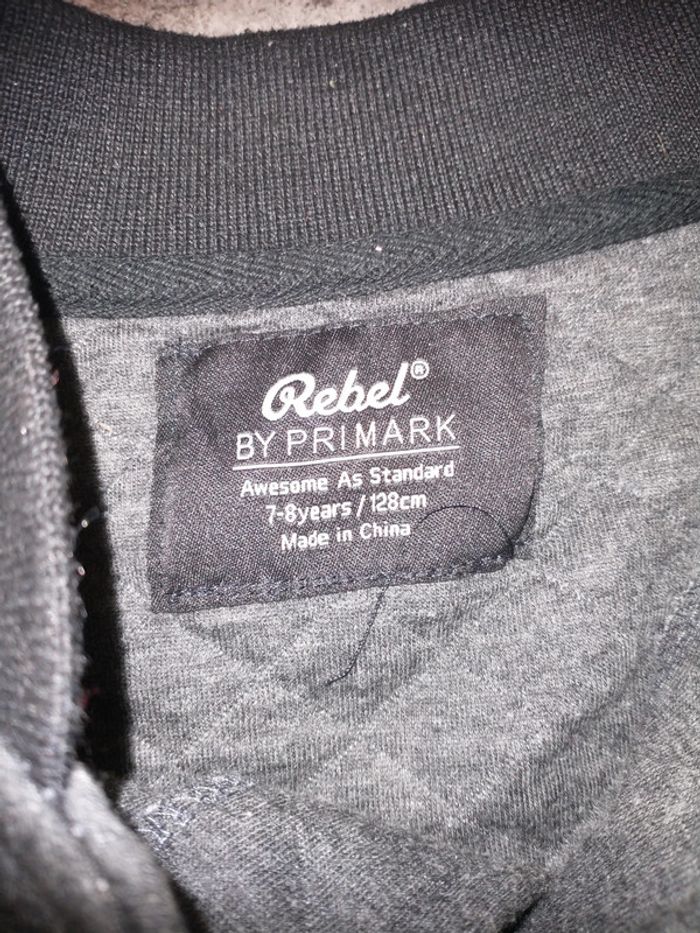 Rebel®
BY PRIMARK
Awesome As Standard
7-8years / 128cm
Made in China